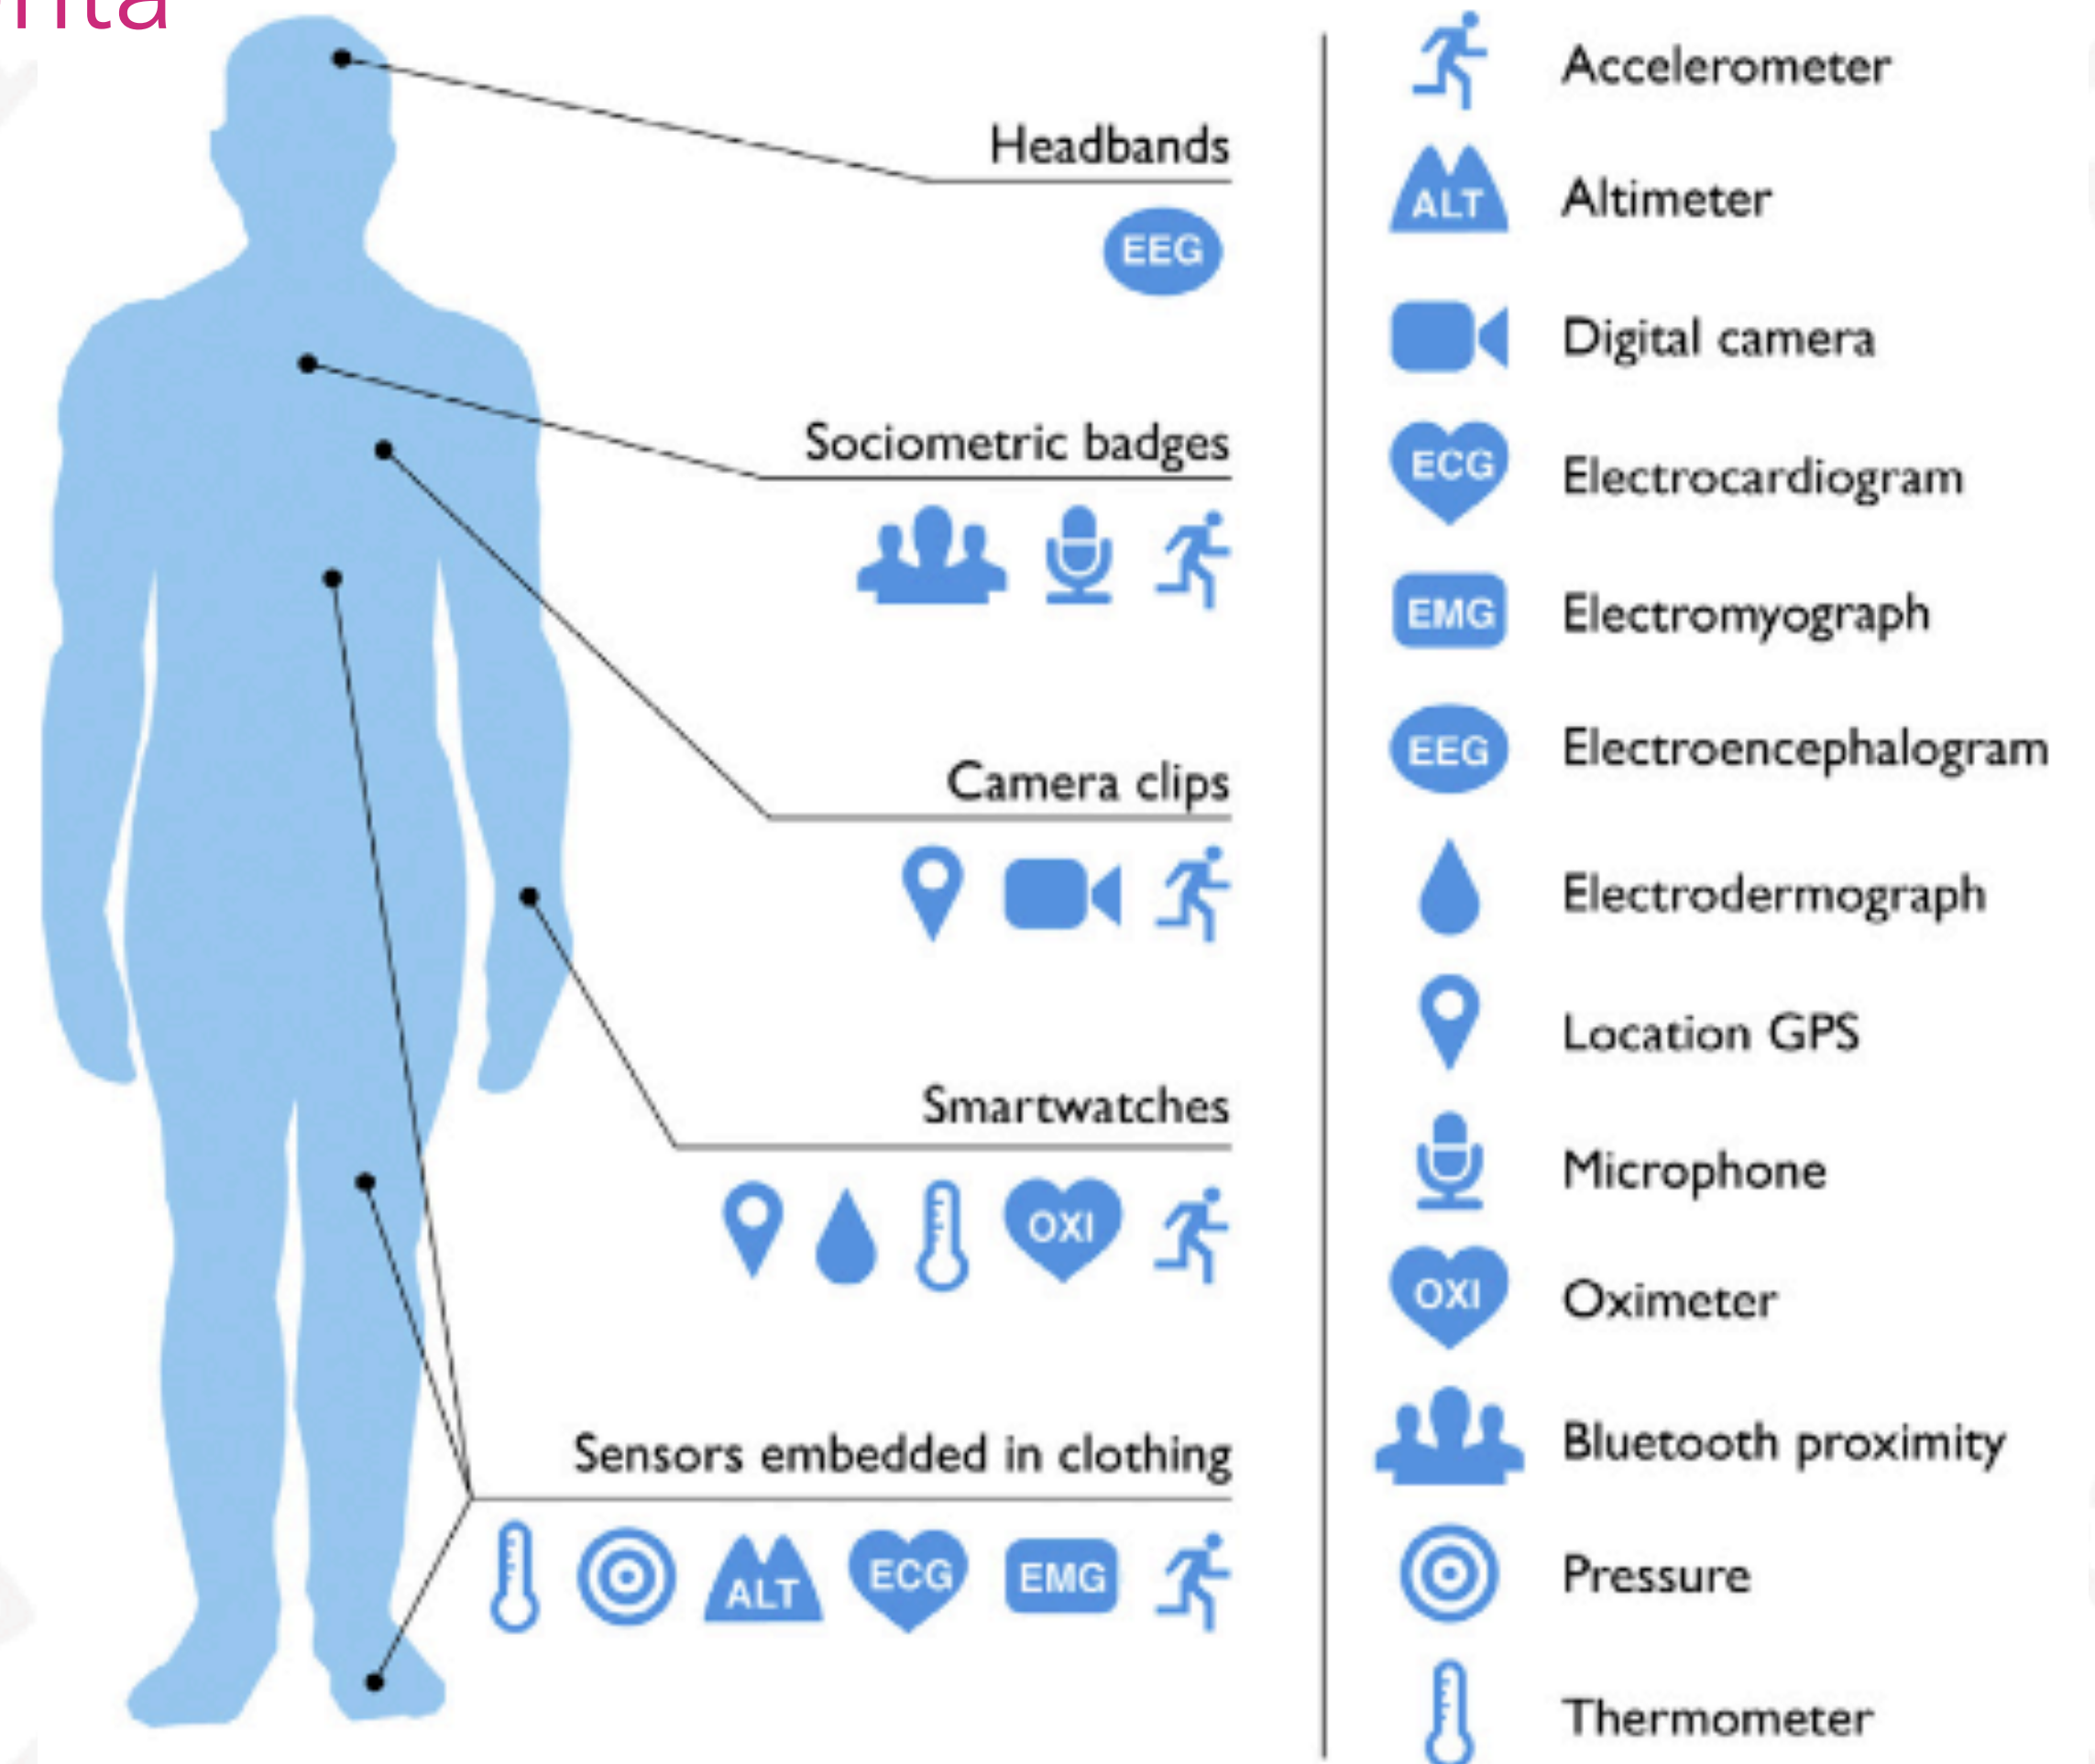 Headbands
EEG
Sociometric badges
Camera clips
Smartwatches
OXI
Sensors embedded in clothing
ALT ECG EMG
Accelerometer
ALT Altimeter
Digital camera
ECG Electrocardiogram
EMG Electromyograph
EEG Electroencephalogram
Electrodermograph
Location GPS
Microphone
OXI Oximeter
Bluetooth proximity
Pressure
Thermometer